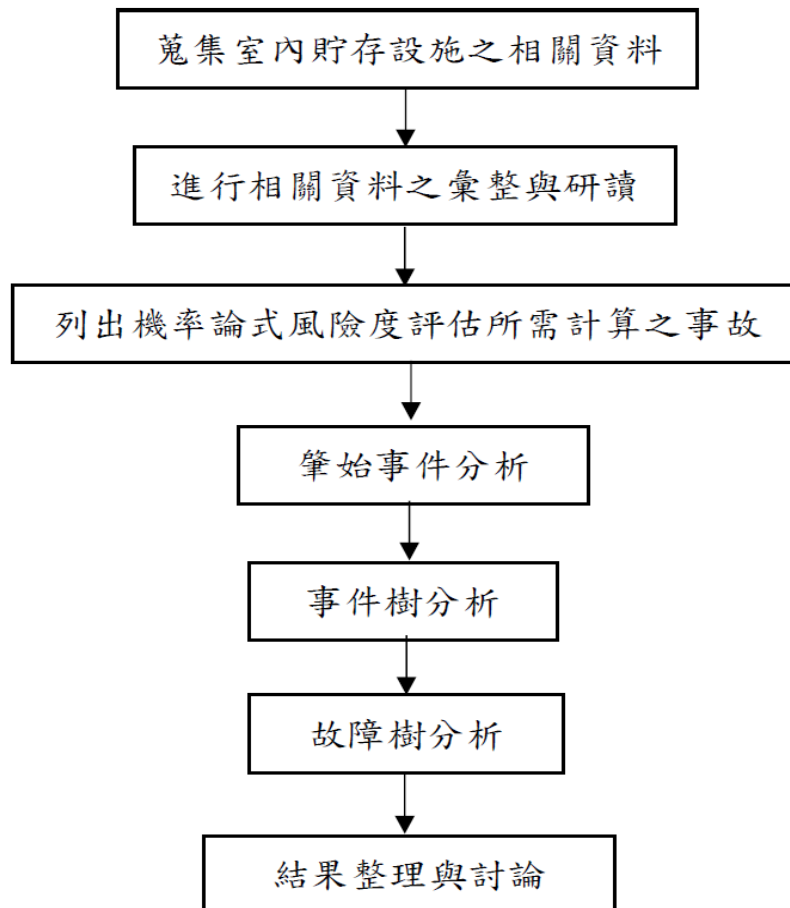 蒐集室內貯存設施之相關資料
進行相關資料之彙整與研讀
列出機率論式風險度評估所需計算之事故
肇始事件分析
事件樹分析
故障樹分析
結果整理與討論